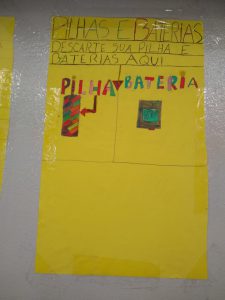 PILHAS E BATERIAS
DESCARTE SUA PILHA E
BATERIAS AQUI
PILHA BATERIA